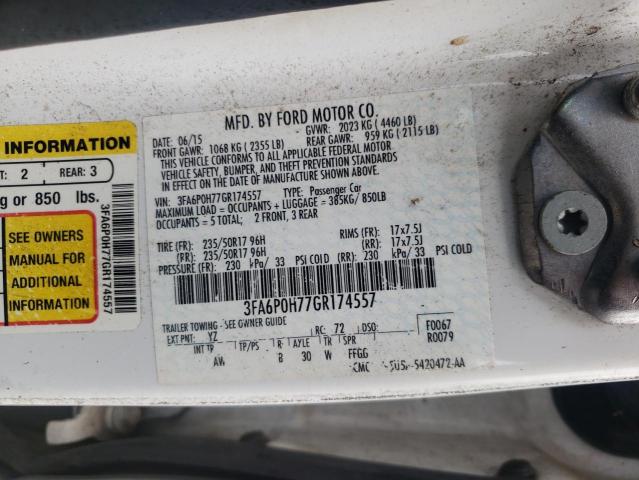 INFORMATION
2 REAR: 3
g or 850 lbs.
SEE OWNERS
MANUAL FOR
ADDITIONAL
INFORMATION
3FA6P0H77GR174557
MFD. BY FORD MOTOR CO.
06/15 GVWR: 2023 KG ( 4460 LB)
FRONT GAWR: 1068 KG ( 2355 LB) REAR GAWR: 959 KG ( 2115 LB)
THIS VEHICLE CONFORMS TO ALL APPLICABLE FEDERAL MOTOR VEHICLE
SAFETY, BUMPER, AND THEFT PREVENTION STANDARDS
IN EFFECT ON THE DATE OF MANUFACTURE SHOWN ABOVE.
VIN: 3FA6P0H77GR174557 TYPE: Passenger Car
MAXIMUM LOAD = OCCUPANTS + LUGGAGE = 385KG/ 850LB
OCCUPANTS = 5 TOTAL; 2 FRONT, 3 REAR
TIRE (FR): 235/50R17 96H RIMS (FR): 17x7.5J
(RR): 235/50R17 96H (RR): 17x7.5J
PRESSURE (FR): 230 kPa/ 33 PSI COLD (RR): 230 kPa/ 33 PSI COLD
3FA6P0H77GR174557
TRAILER TOWING - SEE OWNER GUIDE
EXT PNT: YZ RC: 72 DSO: F0067
INT TR TP/PS R AXLE TR SPR R0079
AW B 30 W FFGG
5420472-AA